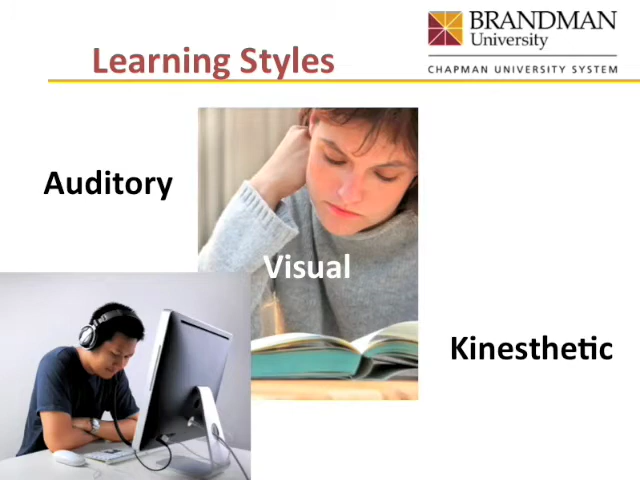 Learning Styles
BRANDMAN
University
CHAPMAN UNIVERSITY SYSTEM
Auditory
Visual
Kinesthetic